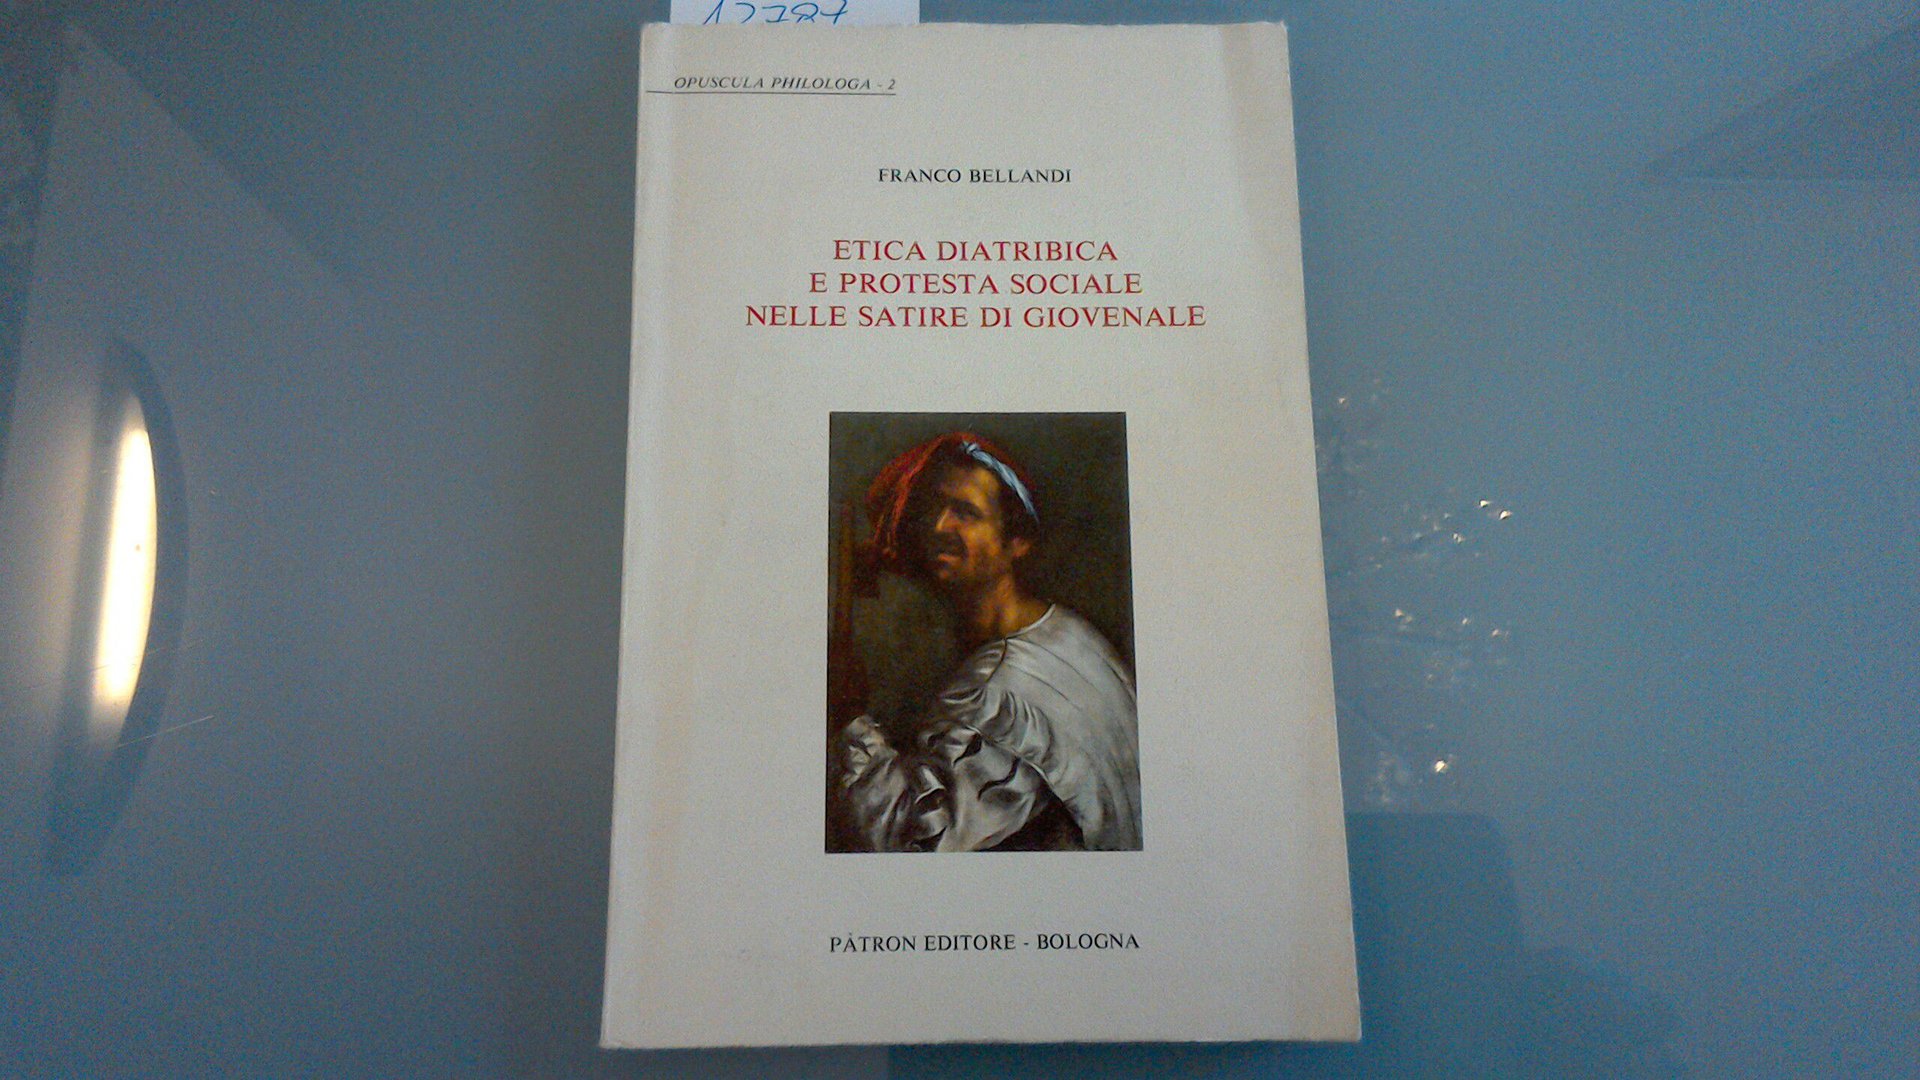 OPUSCULA PHILOLOGA - 2
FRANCO BELLANDI
ETICA DIATRIBICA
E PROTESTA SOCIALE
NELLE SATIRE DI GIOVENALE
PÀTRON EDITORE - BOLOGNA